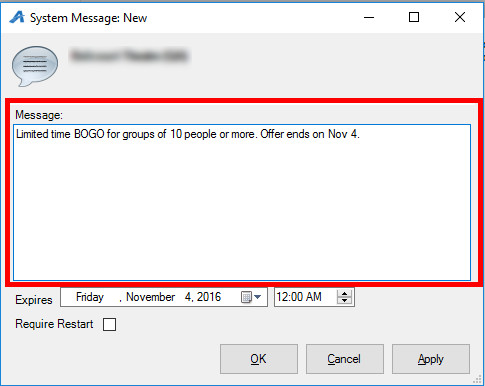 System Message: New
Message:
Limited time BOGO for groups of 10 people or more. Offer ends on Nov 4.
Expires Friday , November 4, 2016 12:00 AM
Require Restart
OK Cancel Apply